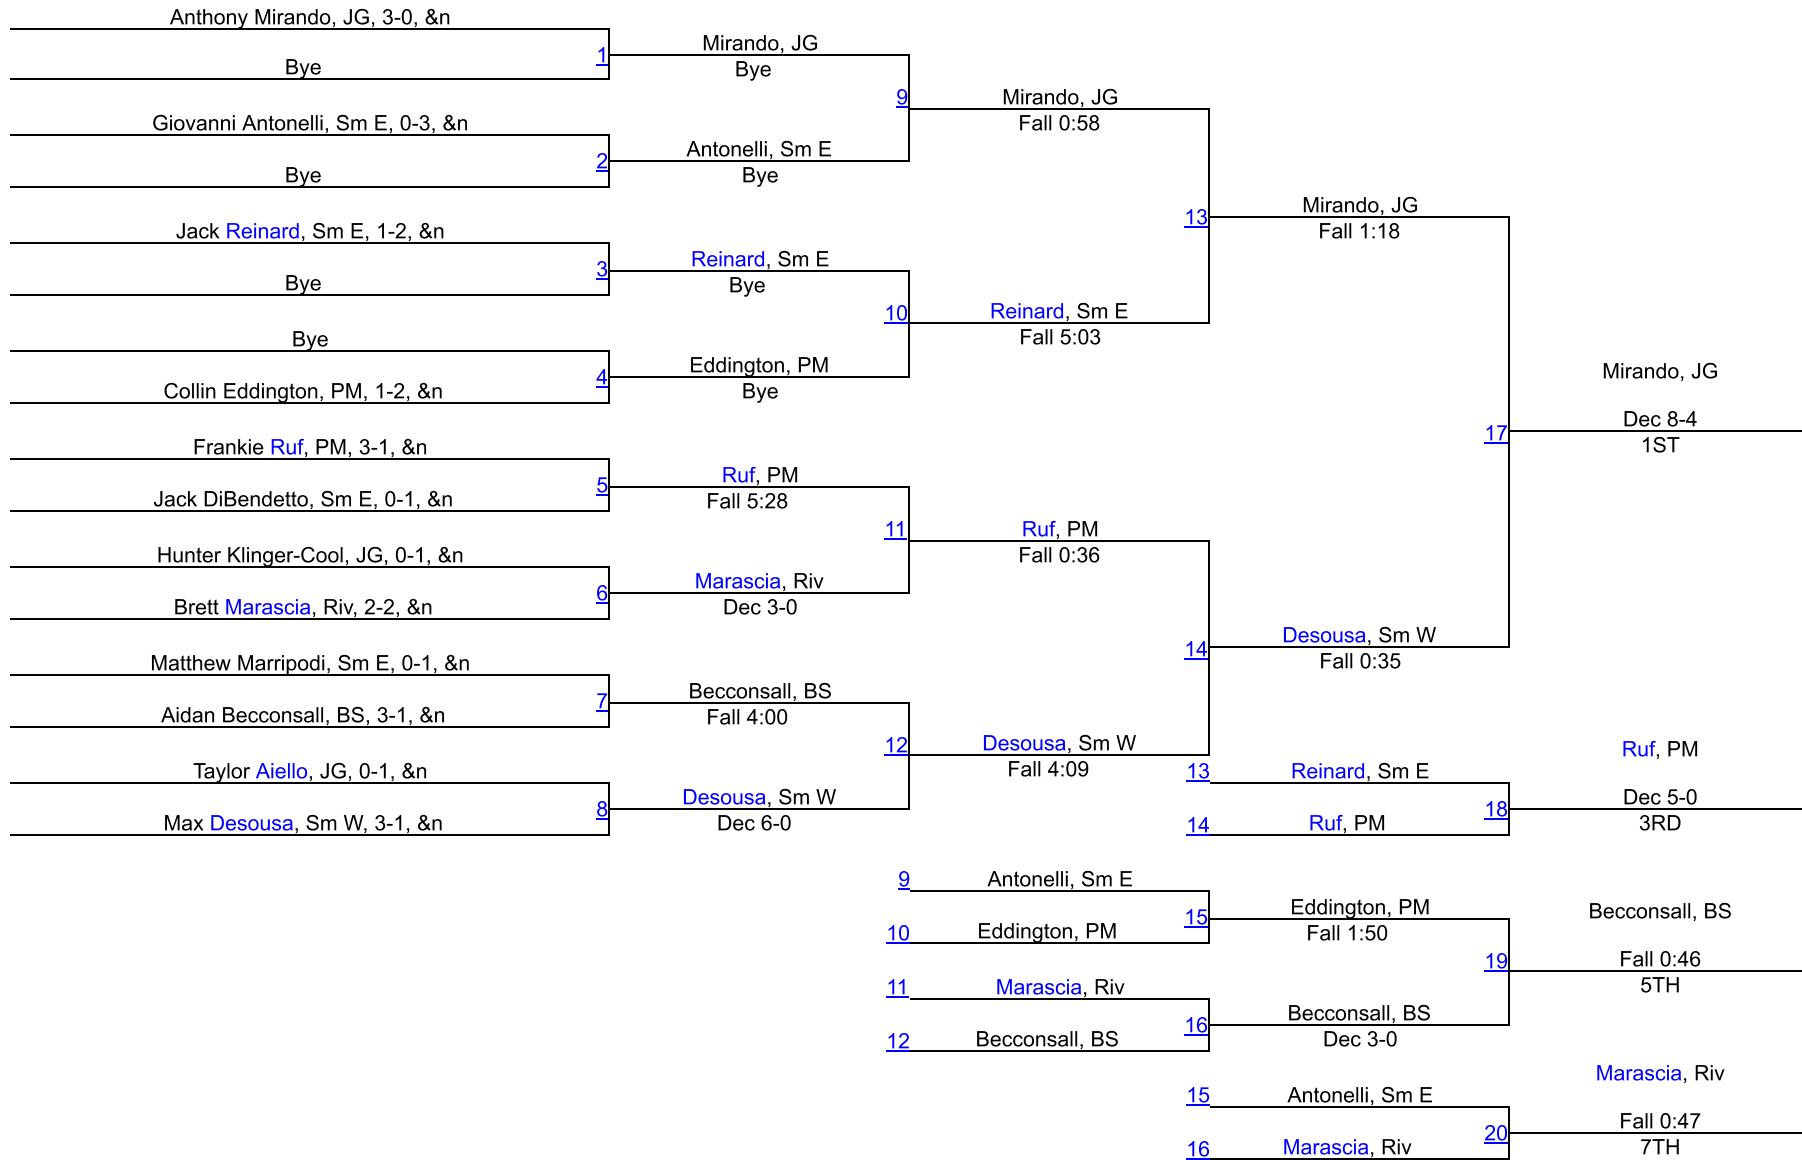 Anthony Mirando, JG, 3-0, &n
1
Bye
Giovanni Antonelli, Sm E, 0-3, &n
2
Bye
Jack Reinard, Sm E, 1-2, &n
3
Bye
Bye
4
Collin Eddington, PM, 1-2, &n
Frankie Ruf, PM, 3-1, &n
5
Jack DiBendetto, Sm E, 0-1, &n
Hunter Klinger-Cool, JG, 0-1, &n
6
Brett Marascia, Riv, 2-2, &n
Matthew Marripodi, Sm E, 0-1, &n
7
Aidan Becconsall, BS, 3-1, &n
Taylor Aiello, JG, 0-1, &n
8
Max Desousa, Sm W, 3-1, &n
Mirando, JG
Bye
9
Antonelli, Sm E
Bye
Reinard, Sm E
Bye
10
Eddington, PM
Bye
Ruf, PM
Fall 5:28
11
Marascia, Riv
Dec 3-0
Becconsall, BS
Fall 4:00
12
Desousa, Sm W
Dec 6-0
Mirando, JG
Fall 0:58
13
Reinard, Sm E
Fall 5:03
Ruf, PM
Fall 0:36
14
Desousa, Sm W
Fall 4:09
Mirando, JG
Fall 1:18
17
Desousa, Sm W
Fall 0:35
Mirando, JG
Dec 8-4
1ST
13
Reinard, Sm E
18
14
Ruf, PM
Ruf, PM
Dec 5-0
3RD
9
Antonelli, Sm E
15
10
Eddington, PM
11
Marascia, Riv
16
12
Becconsall, BS
Eddington, PM
Fall 1:50
19
Becconsall, BS
Dec 3-0
Becconsall, BS
Fall 0:46
5TH
15
Antonelli, Sm E
20
16
Marascia, Riv
Marascia, Riv
Fall 0:47
7TH